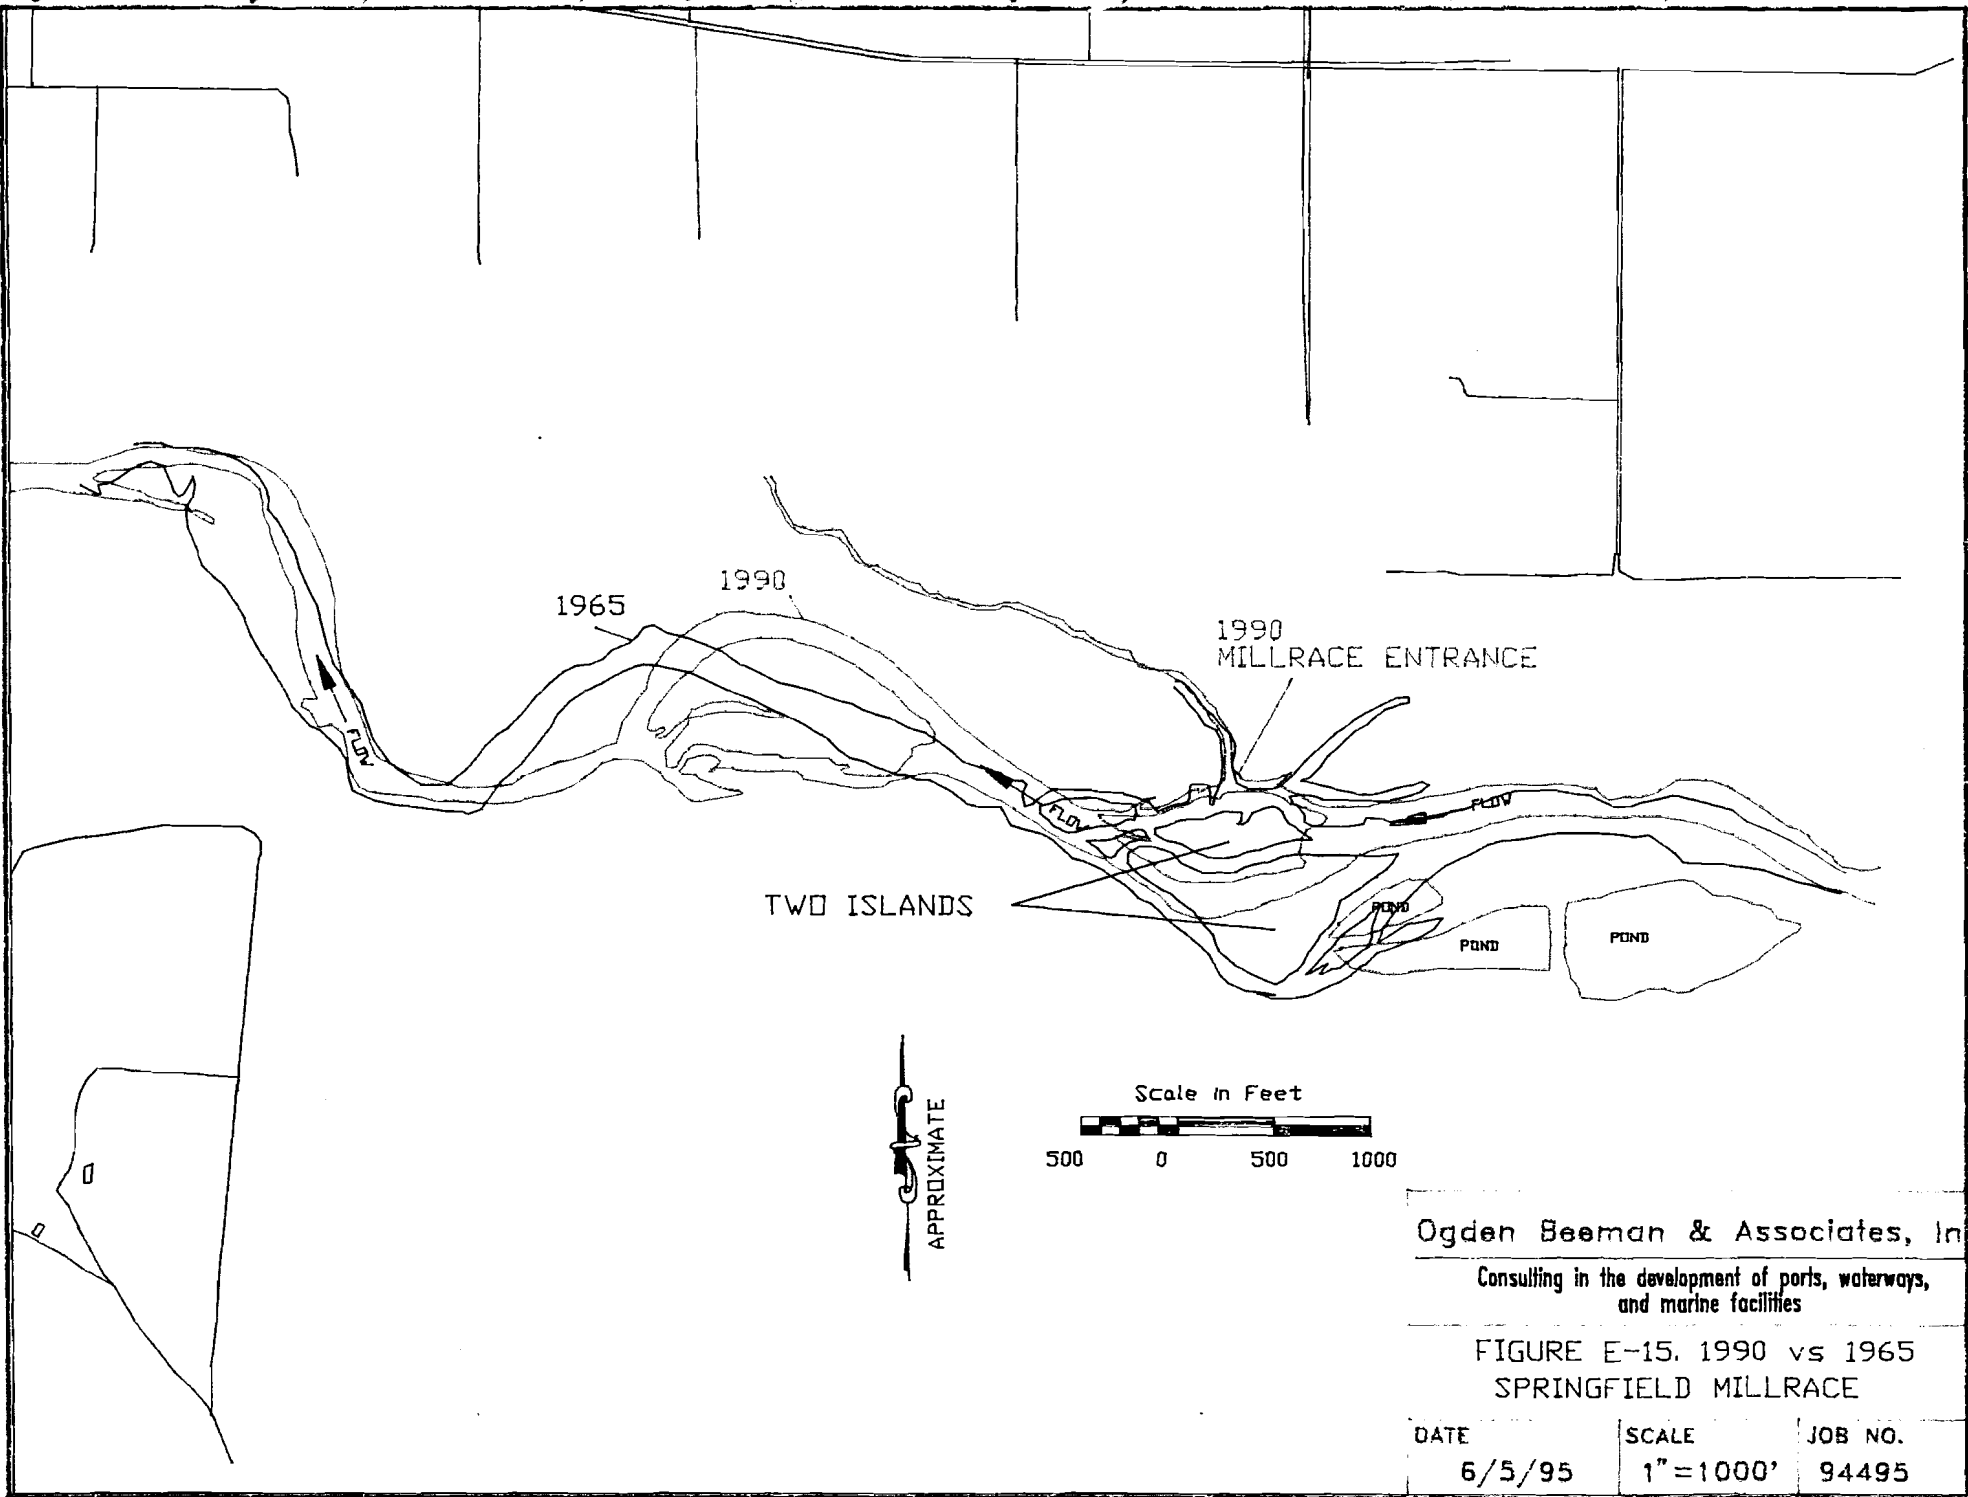 1965
1990
1990
MILLRACE ENTRANCE
FLOW
FLOW
FLOW
TWO ISLANDS
POND
POND
POND
APPROXIMATE
Scale in Feet
500 0 500 1000
Ogden Beeman & Associates, In
Consulting in the development of ports, waterways,
and marine facilities
FIGURE E-15. 1990 vs 1965
SPRINGFIELD MILLRACE
DATE SCALE JOB NO.
6/5/95 1"=1000' 94495